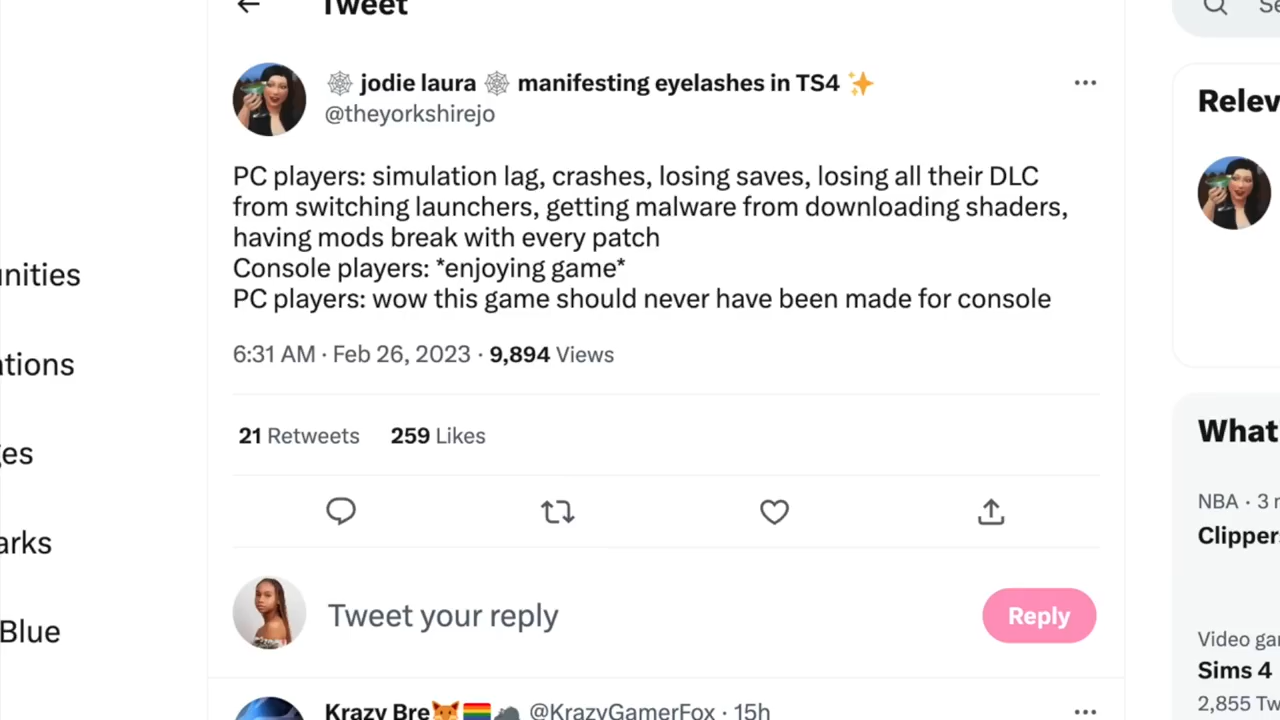 Tweet
🕸 jodie laura 🕸 manifesting eyelashes in TS4 ✨
@theyorkshirejo
PC players: simulation lag, crashes, losing saves, losing all their DLC
from switching launchers, getting malware from downloading shaders,
having mods break with every patch
Console players: *enjoying game*
PC players: wow this game should never have been made for console
6:31 AM · Feb 26, 2023 · 9,894 Views
21 Retweets 259 Likes
Tweet your reply
Reply
Krazy Bre🦊🏳️‍🌈 @KrazyGamerFox · 15h
nities
ations
es
arks
Blue
Se
Relev
What
NBA · 3
Clippers
Video ga
Sims 4
2,855 Tw